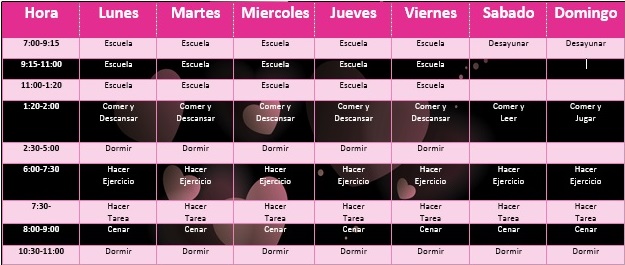 Hora Lunes Martes Miercoles Jueves Viernes Sabado Domingo
7:00-9:15 Escuela Escuela Escuela Escuela Escuela Desayunar Desayunar
9:15-11:00 Escuela Escuela Escuela Escuela Escuela
11:00-1:20 Escuela Escuela Escuela Escuela Escuela
1:20-2:00 Comer y Comer y Comer y Comer y Comer y Comer y Comer y
Descansar Descansar Descansar Descansar Descansar Leer Jugar
2:30-5:00 Dormir Dormir Dormir Dormir Dormir
6:00-7:30 Hacer Hacer Hacer Hacer Hacer Hacer Hacer
Ejercicio Ejercicio Ejercicio Ejercicio Ejercicio Ejercicio Ejercicio
7:30- Hacer Hacer Hacer Hacer Hacer Hacer Hacer
Tarea Tarea Tarea Tarea Tarea Tarea Tarea
8:00-9:00 Cenar Cenar Cenar Cenar Cenar Cenar Cenar
10:30-11:00 Dormir Dormir Dormir Dormir Dormir Dormir Dormir